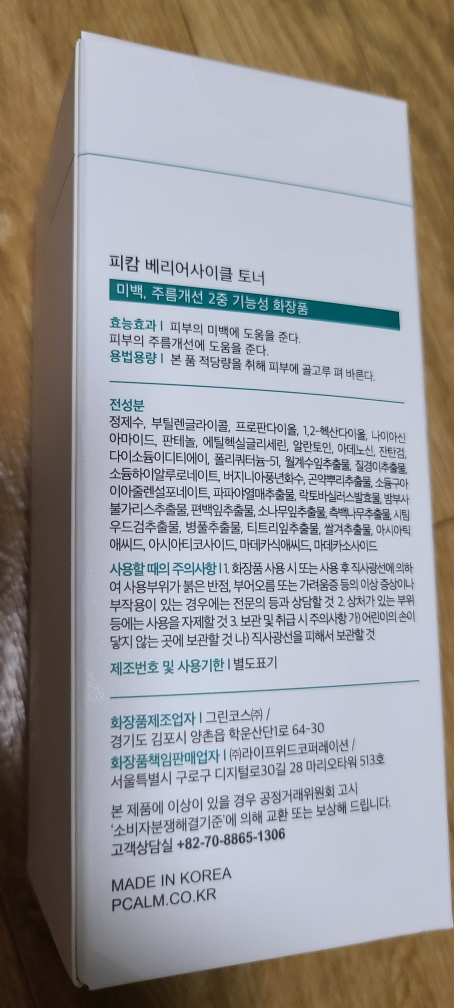 피캄 베리어사이클 토너
미백, 주름개선 2중 기능성 화장품
효능효과 | 피부의 미백에 도움을 준다.
피부의 주름개선에 도움을 준다.
용법용량 | 본 품 적당량을 취해 피부에 골고루 펴 바른다.
전성분
정제수, 부틸렌글라이콜, 프로판다이올, 1,2-헥산다이올, 나이아신
아마이드, 판테놀, 에틸헥실글리세린, 알란토인, 아데노신, 잔탄검,
다이소듐이디티에이, 폴리쿼터늄-51, 월계수잎추출물, 질경이추출물,
소듐하이알루로네이트, 버지니아풍년화수, 곤약뿌리추출물, 소듐구아
이아줄렌설포네이트, 파파야열매추출물, 락토바실러스발효물, 밤부사
불가리스추출물, 편백잎추출물, 소나무잎추출물, 측백나무추출물, 시팀
우드검추출물, 병풀추출물, 티트리잎추출물, 쌀겨추출물, 아시아틱
애씨드, 아시아티코사이드, 마데카식애씨드, 마데카소사이드
사용할 때의 주의사항 | 1. 화장품 사용 시 또는 사용 후 직사광선에 의하
여 사용부위가 붉은 반점, 부어오름 또는 가려움증 등의 이상 증상이나
부작용이 있는 경우에는 전문의 등과 상담할 것 2. 상처가 있는 부위
등에는 사용을 자제할 것 3. 보관 및 취급 시 주의사항 가) 어린이의 손이
닿지 않는 곳에 보관할 것 나) 직사광선을 피해서 보관할 것
제조번호 및 사용기한 | 별도표기
화장품제조업자 | 그린코스㈜ /
경기도 김포시 양촌읍 학운산단1로 64-30
화장품책임판매업자 | ㈜라이프위드코퍼레이션 /
서울특별시 구로구 디지털로30길 28 마리오타워 513호
본 제품에 이상이 있을 경우 공정거래위원회 고시
'소비자분쟁해결기준'에 의해 교환 또는 보상해 드립니다.
고객상담실 +82-70-8865-1306
MADE IN KOREA
PCALM.CO.KR